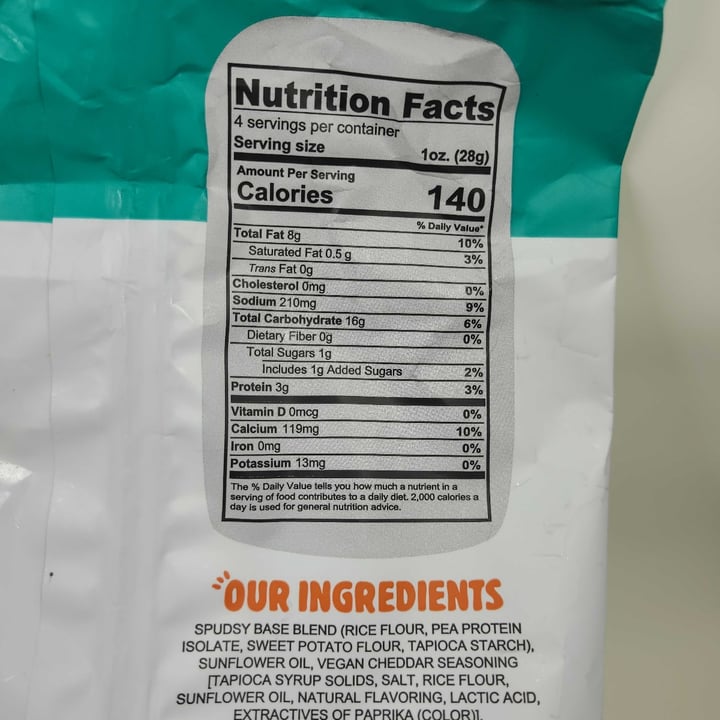 Nutrition Facts
4 servings per container
Serving size 1oz. (28g)
Amount Per Serving
Calories 140
% Daily Value*
Total Fat 8g 10%
Saturated Fat 0.5 g 3%
Trans Fat 0g
Cholesterol 0mg 0%
Sodium 210mg 9%
Total Carbohydrate 16g 6%
Dietary Fiber 0g 0%
Total Sugars 1g
Includes 1g Added Sugars 2%
Protein 3g 3%
Vitamin D 0mcg 0%
Calcium 119mg 10%
Iron 0mg 0%
Potassium 13mg 0%
The % Daily Value tells you how much a nutrient in a
serving of food contributes to a daily diet. 2,000 calories a
day is used for general nutrition advice.
OUR INGREDIENTS
SPUDSY BASE BLEND (RICE FLOUR, PEA PROTEIN
ISOLATE, SWEET POTATO FLOUR, TAPIOCA STARCH),
SUNFLOWER OIL, VEGAN CHEDDAR SEASONING
[TAPIOCA SYRUP SOLIDS, SALT, RICE FLOUR,
SUNFLOWER OIL, NATURAL FLAVORING, LACTIC ACID,
EXTRACTIVES OF PAPRIKA (COLOR)].